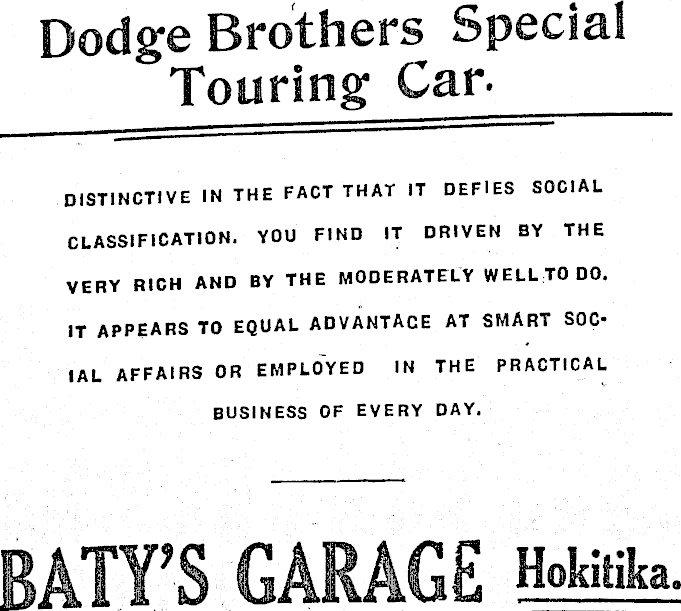 Dodge Brothers Special
Touring Car.
DISTINCTIVE IN THE FACT THAT IT DEFIES SOCIAL
CLASSIFICATION. YOU FIND IT DRIVEN BY THE
VERY RICH AND BY THE MODERATELY WELL TO DO.
IT APPEARS TO EQUAL ADVANTAGE AT SMART SOC-
IAL AFFAIRS OR EMPLOYED IN THE PRACTICAL
BUSINESS OF EVERY DAY.
BATY'S GARAGE Hokitika.